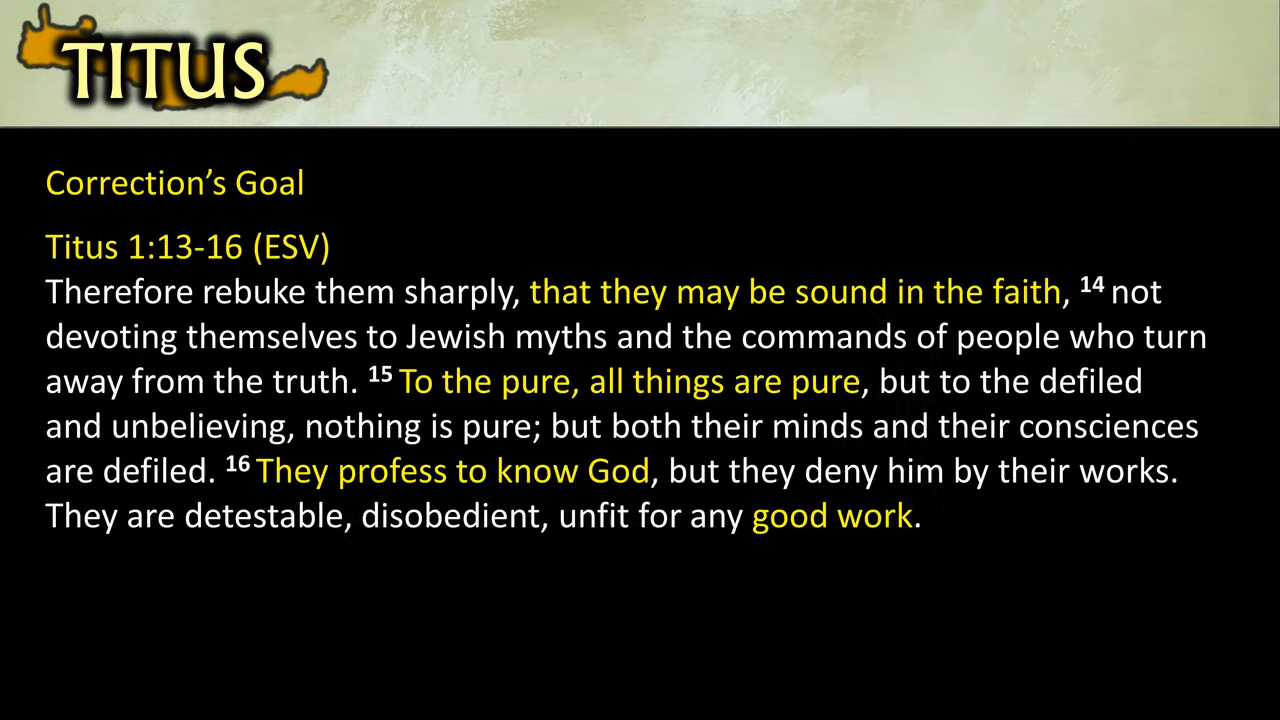 TITUS
Correction’s Goal
Titus 1:13-16 (ESV)
Therefore rebuke them sharply, that they may be sound in the faith, 14 not
devoting themselves to Jewish myths and the commands of people who turn
away from the truth. 15 To the pure, all things are pure, but to the defiled
and unbelieving, nothing is pure; but both their minds and their consciences
are defiled. 16 They profess to know God, but they deny him by their works.
They are detestable, disobedient, unfit for any good work.